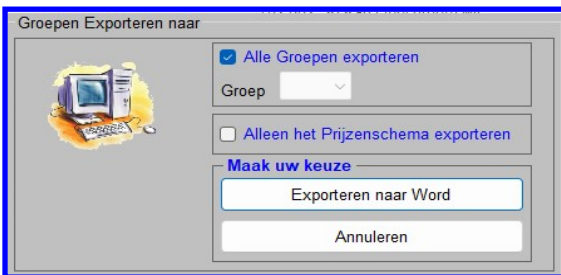 Groepen Exporteren naar
Alle Groepen exporteren
Groep
Alleen het Prijzenschema exporteren
Maak uw keuze
Exporteren naar Word
Annuleren